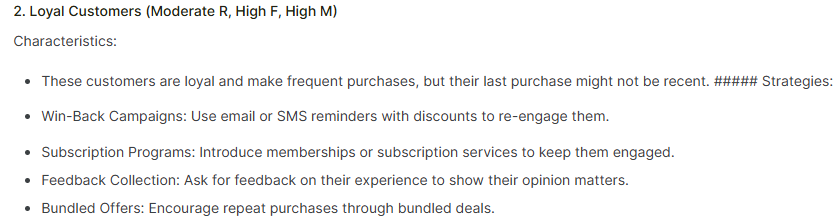 2. Loyal Customers (Moderate R, High F, High M)
Characteristics:
• These customers are loyal and make frequent purchases, but their last purchase might not be recent. ##### Strategies:
• Win-Back Campaigns: Use email or SMS reminders with discounts to re-engage them.
• Subscription Programs: Introduce memberships or subscription services to keep them engaged.
• Feedback Collection: Ask for feedback on their experience to show their opinion matters.
• Bundled Offers: Encourage repeat purchases through bundled deals.